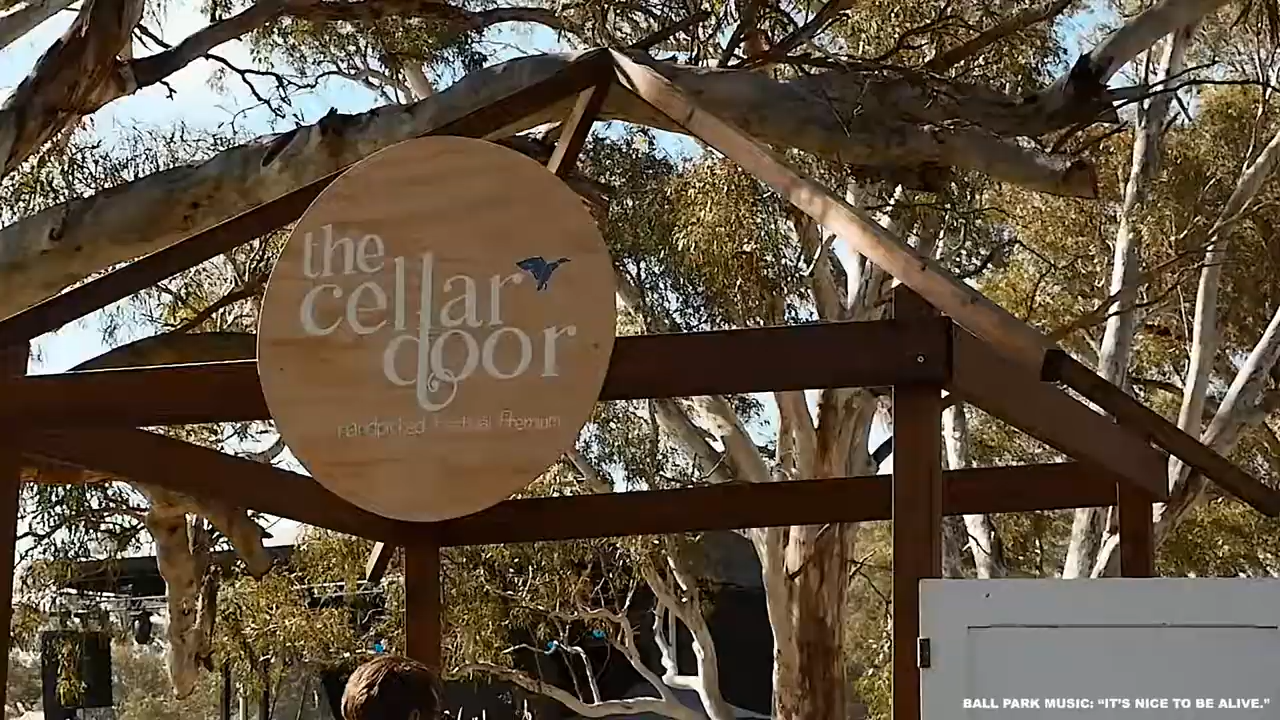 the
cellar
door
handpicked Festival Premium
BALL PARK MUSIC: “IT’S NICE TO BE ALIVE.”